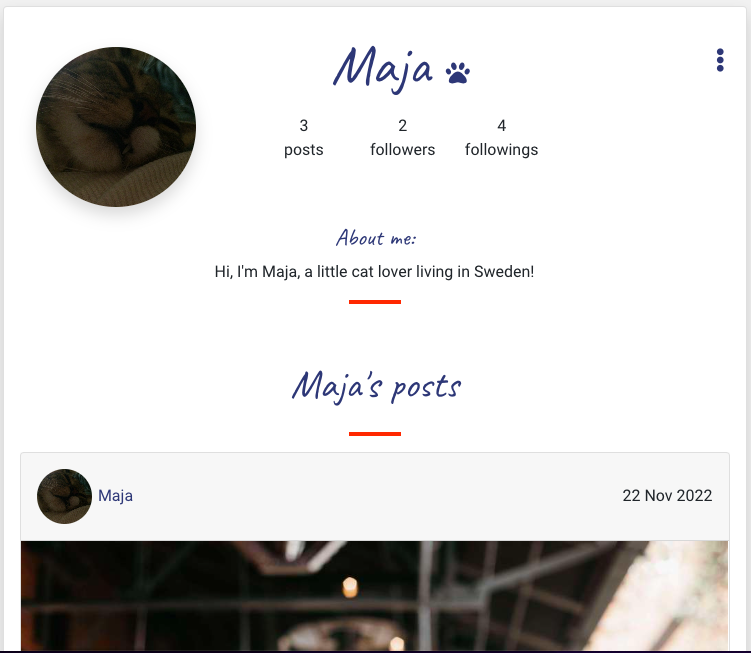 Maja
3 2 4
posts followers followings
About me:
Hi, I'm Maja, a little cat lover living in Sweden!
Maja's posts
Maja 22 Nov 2022